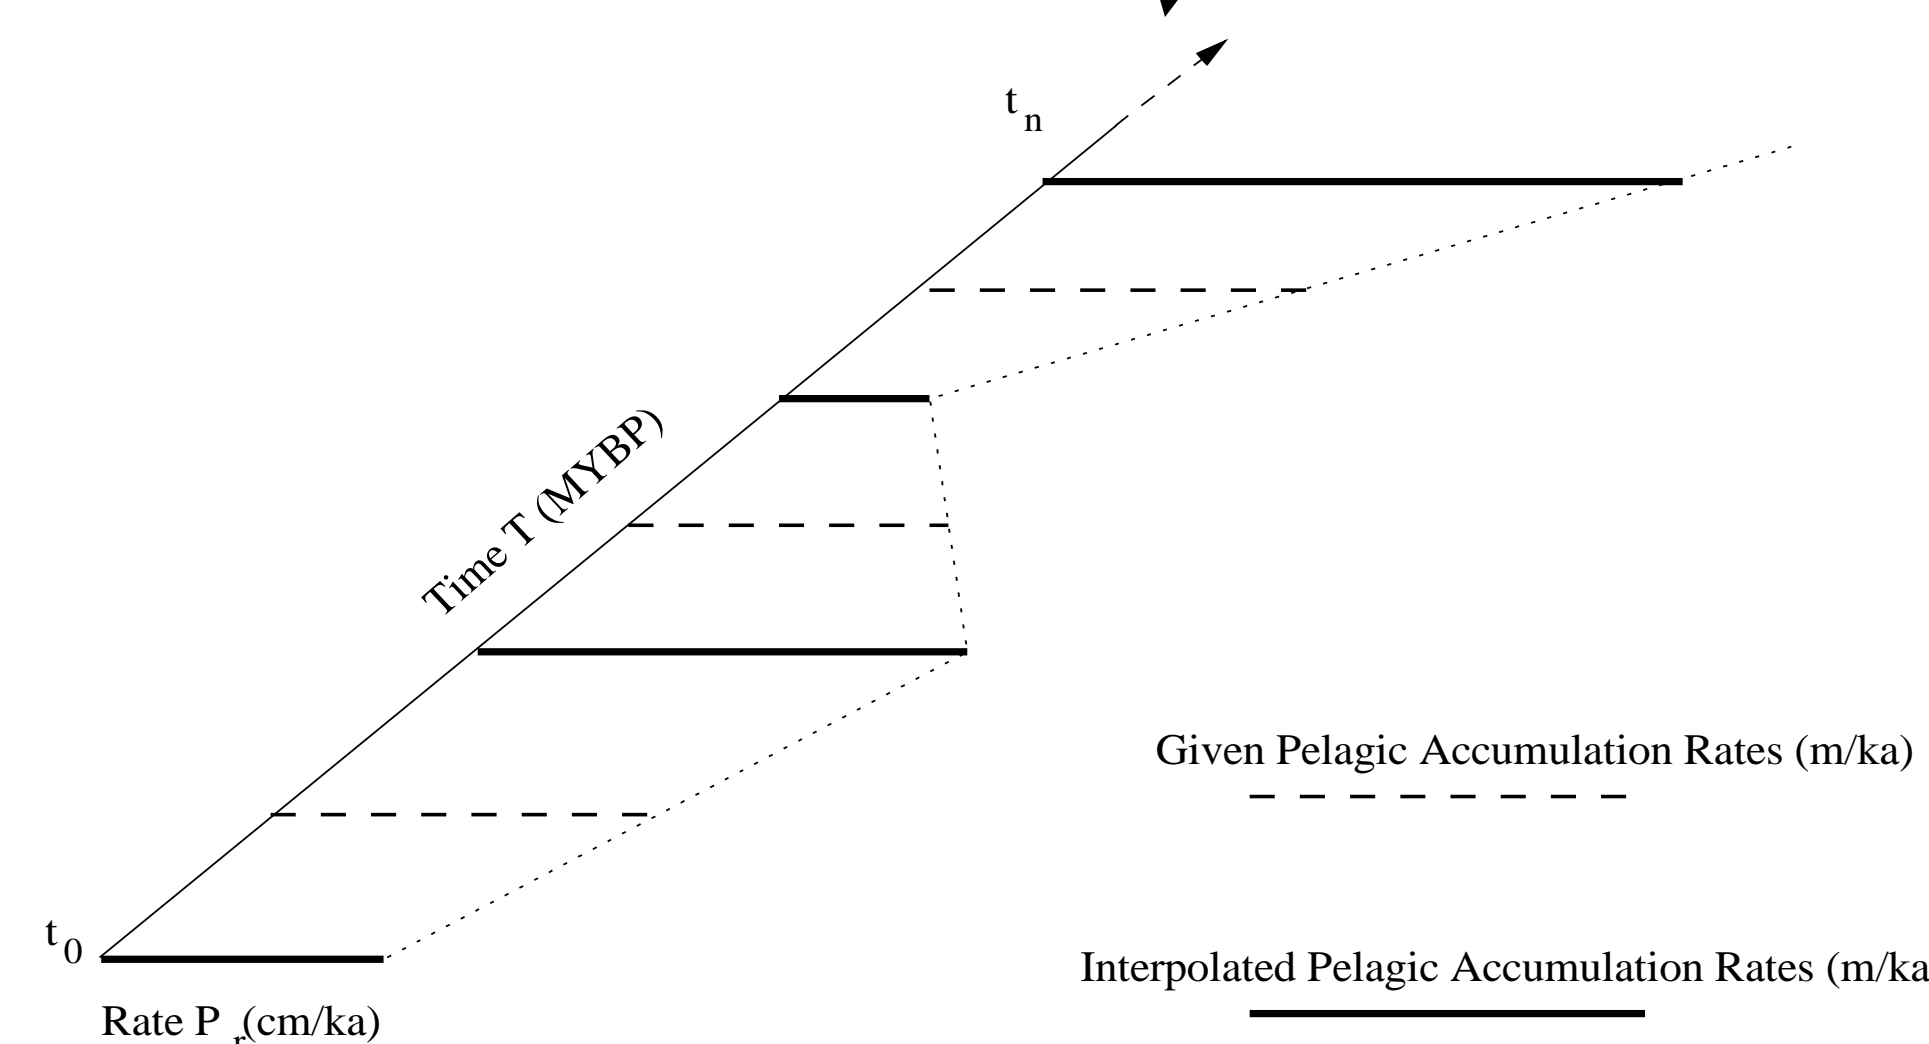 t n
Time T (MYBP)
Given Pelagic Accumulation Rates (m/ka)
t 0
Interpolated Pelagic Accumulation Rates (m/ka
Rate P r (cm/ka)